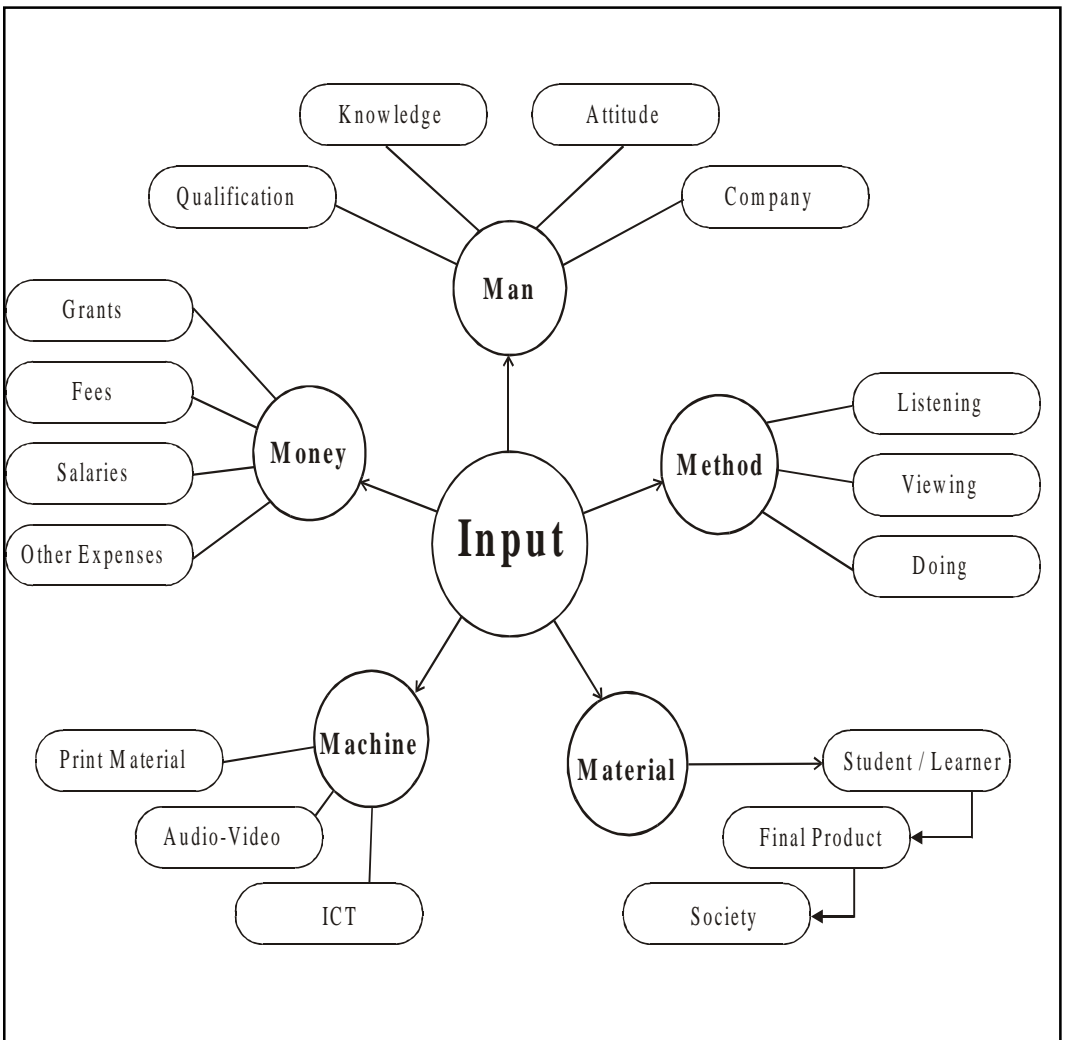 Knowledge
Attitude
Qualification
Company
Man
Grants
Fees
Salaries
Other Expenses
Money
Listening
Viewing
Doing
Method
Input
Machine
Print Material
Audio-Video
ICT
Material
Student / Learner
Final Product
Society